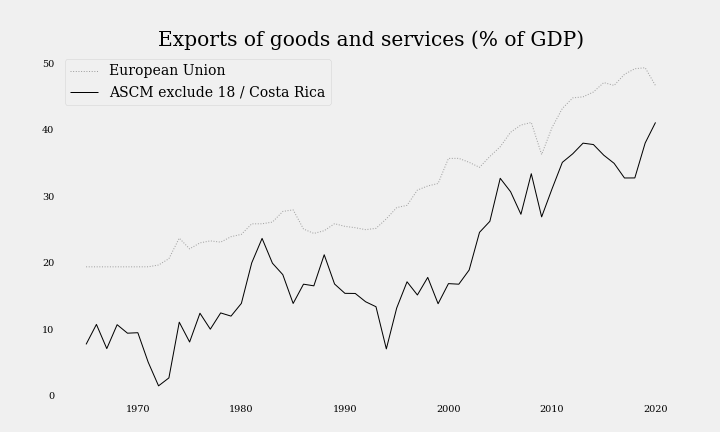 Exports of goods and services (% of GDP)
European Union
ASCM exclude 18 / Costa Rica
50
40
30
20
10
0
1970 1980 1990 2000 2010 2020